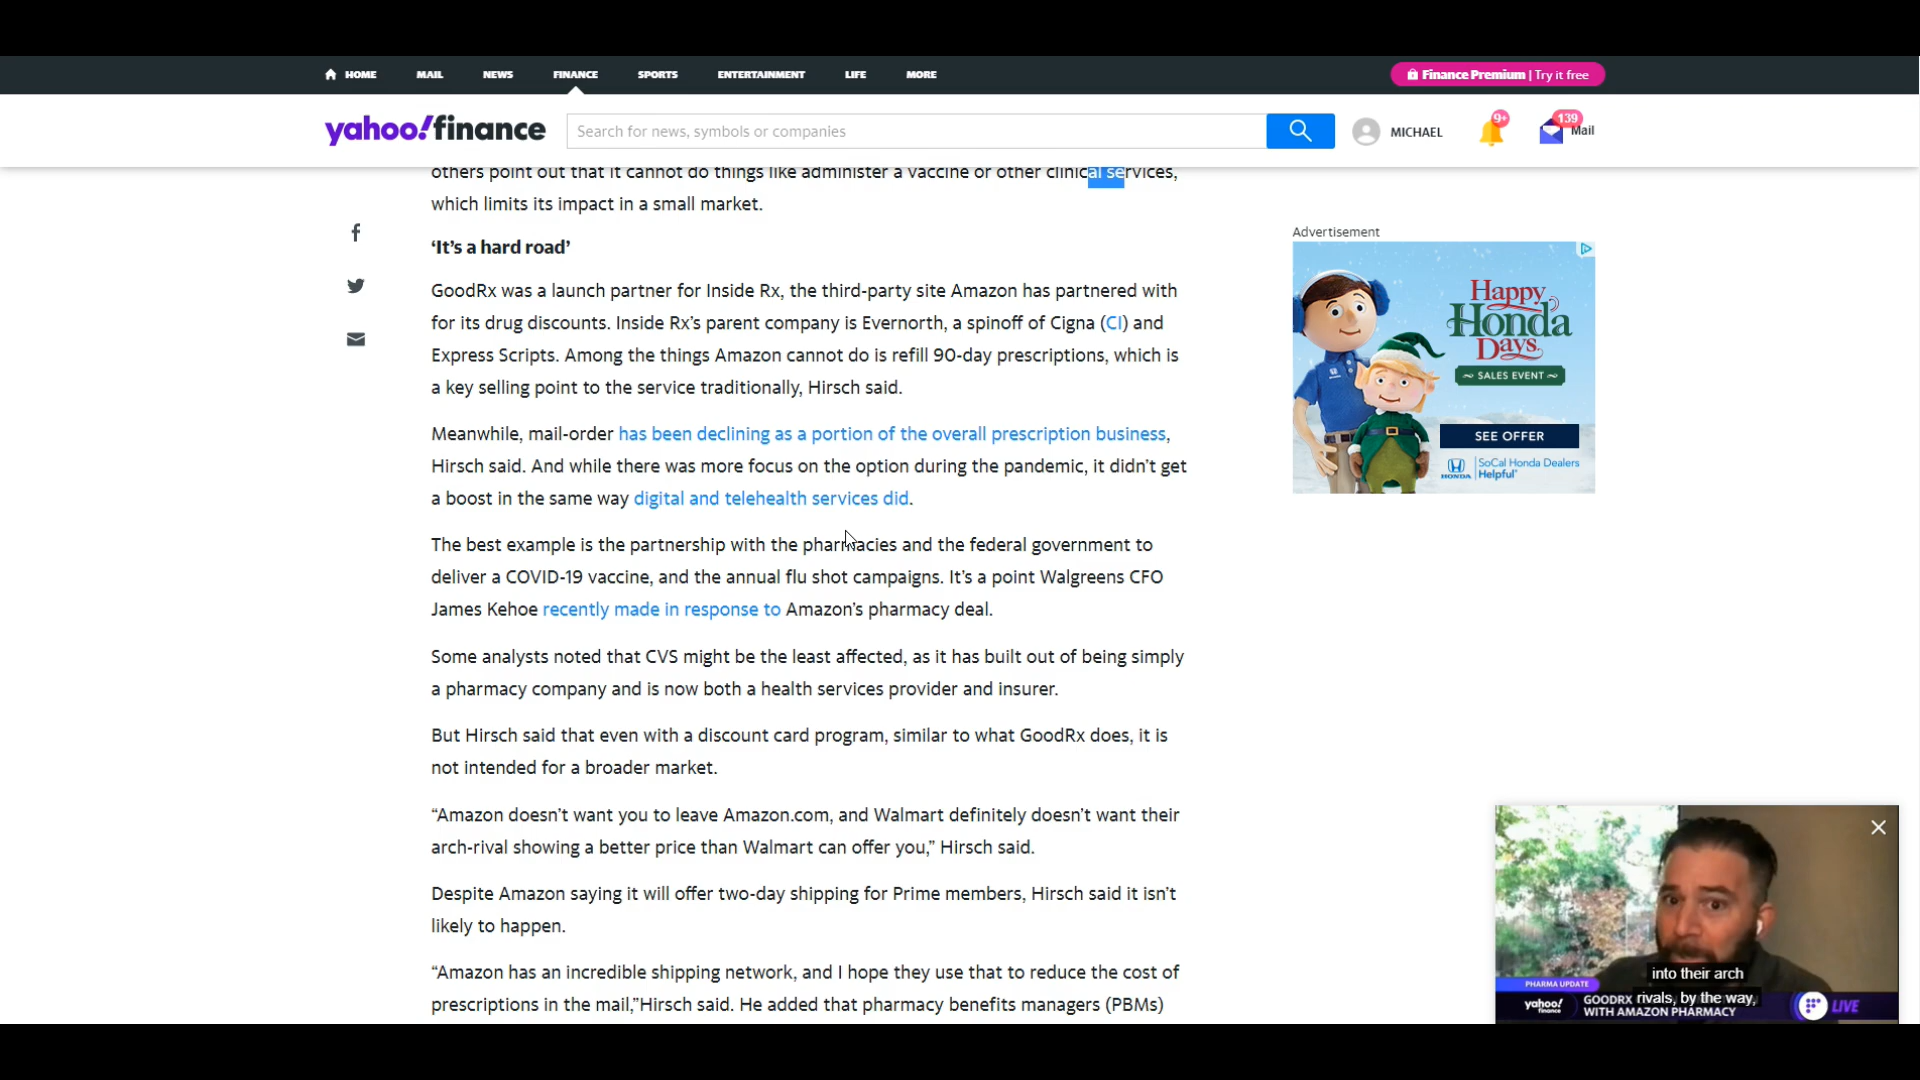 HOME MAIL NEWS FINANCE SPORTS ENTERTAINMENT LIFE MORE
Finance Premium | Try it free
yahoo!finance
Search for news, symbols or companies
MICHAEL
9+
139
Mail
others point out that it cannot do things like administer a vaccine or other clinical services,
which limits its impact in a small market.
‘It’s a hard road’
GoodRx was a launch partner for Inside Rx, the third-party site Amazon has partnered with
for its drug discounts. Inside Rx’s parent company is Evernorth, a spinoff of Cigna (CI) and
Express Scripts. Among the things Amazon cannot do is refill 90-day prescriptions, which is
a key selling point to the service traditionally, Hirsch said.
Meanwhile, mail-order has been declining as a portion of the overall prescription business,
Hirsch said. And while there was more focus on the option during the pandemic, it didn’t get
a boost in the same way digital and telehealth services did.
The best example is the partnership with the pharmacies and the federal government to
deliver a COVID-19 vaccine, and the annual flu shot campaigns. It’s a point Walgreens CFO
James Kehoe recently made in response to Amazon’s pharmacy deal.
Some analysts noted that CVS might be the least affected, as it has built out of being simply
a pharmacy company and is now both a health services provider and insurer.
But Hirsch said that even with a discount card program, similar to what GoodRx does, it is
not intended for a broader market.
“Amazon doesn’t want you to leave Amazon.com, and Walmart definitely doesn’t want their
arch-rival showing a better price than Walmart can offer you,” Hirsch said.
Despite Amazon saying it will offer two-day shipping for Prime members, Hirsch said it isn’t
likely to happen.
“Amazon has an incredible shipping network, and I hope they use that to reduce the cost of
prescriptions in the mail,”Hirsch said. He added that pharmacy benefits managers (PBMs)
Advertisement
Happy
Honda
Days.
SALES EVENT
SEE OFFER
HONDA
SoCal Honda Dealers
Helpful
into their arch
rivals, by the way,
PHARMA UPDATE
yahoo!
finance
GOODRX
WITH AMAZON PHARMACY
LIVE